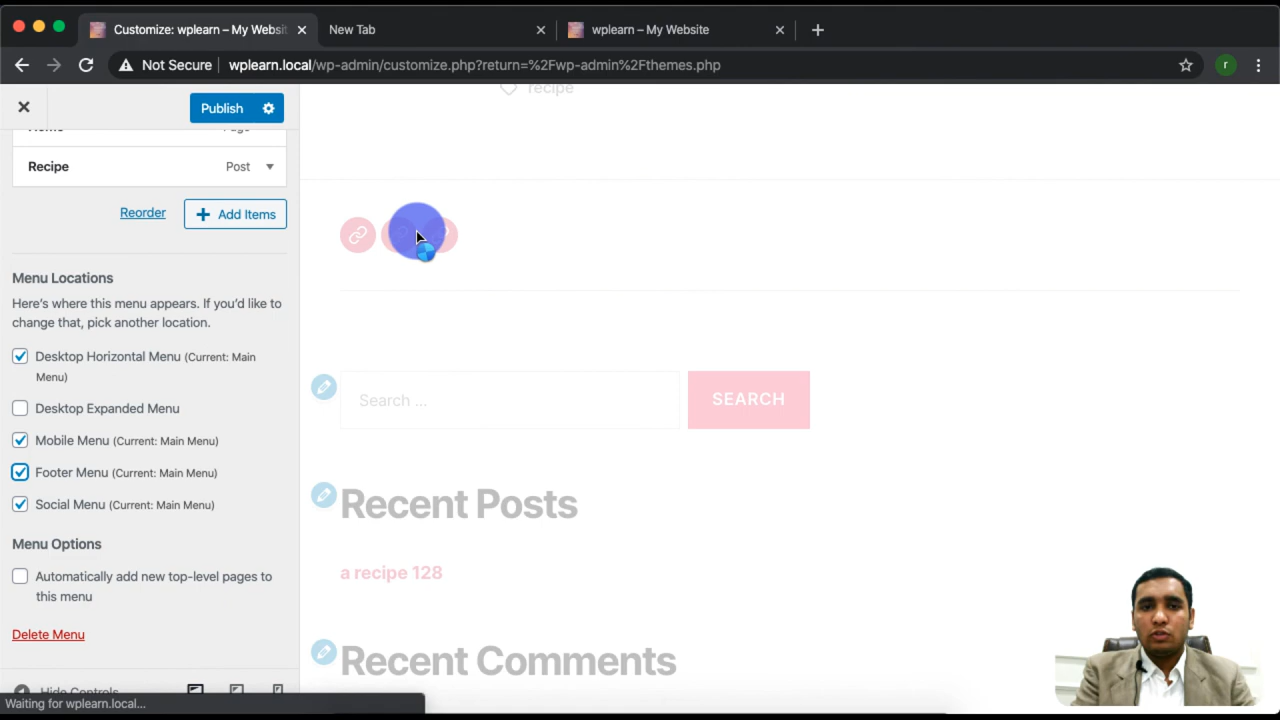 Customize: wplearn – My Websit
New Tab
wplearn – My Website
Not Secure
wplearn.local/wp-admin/customize.php?return=%2Fwp-admin%2Fthemes.php
r
Publish
recipe
Home Page
Recipe Post
Reorder
Add Items
Menu Locations
Here's where this menu appears. If you'd like to
change that, pick another location.
Desktop Horizontal Menu (Current: Main
Menu)
Desktop Expanded Menu
Mobile Menu (Current: Main Menu)
Footer Menu (Current: Main Menu)
Social Menu (Current: Main Menu)
Menu Options
Automatically add new top-level pages to
this menu
Delete Menu
Hide Controls
Waiting for wplearn.local...
Search ...
SEARCH
Recent Posts
a recipe 128
Recent Comments